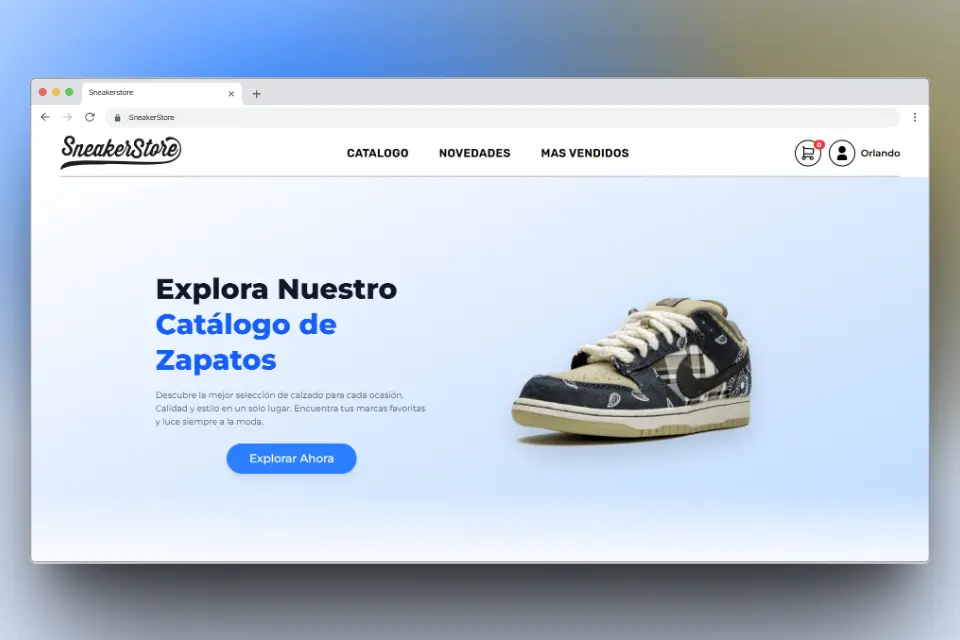 Sneakerstore
SneakerStore
SneakerStore
CATALOGO
NOVEDADES
MAS VENDIDOS
0
Orlando
Explora Nuestro
Catálogo de
Zapatos
Descubre la mejor selección de calzado para cada ocasión.
Calidad y estilo en un solo lugar. Encuentra tus marcas favoritas
y luce siempre a la moda.
Explorar Ahora